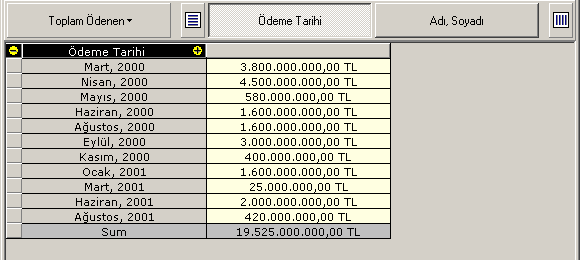 Toplam Ödenen Ödeme Tarihi Adı, Soyadı
Ödeme Tarihi
Mart, 2000 3.800.000.000,00 TL
Nisan, 2000 4.500.000.000,00 TL
Mayıs, 2000 580.000.000,00 TL
Haziran, 2000 1.600.000.000,00 TL
Ağustos, 2000 1.600.000.000,00 TL
Eylül, 2000 3.000.000.000,00 TL
Kasım, 2000 400.000.000,00 TL
Ocak, 2001 1.600.000.000,00 TL
Mart, 2001 25.000.000,00 TL
Haziran, 2001 2.000.000.000,00 TL
Ağustos, 2001 420.000.000,00 TL
Sum 19.525.000.000,00 TL